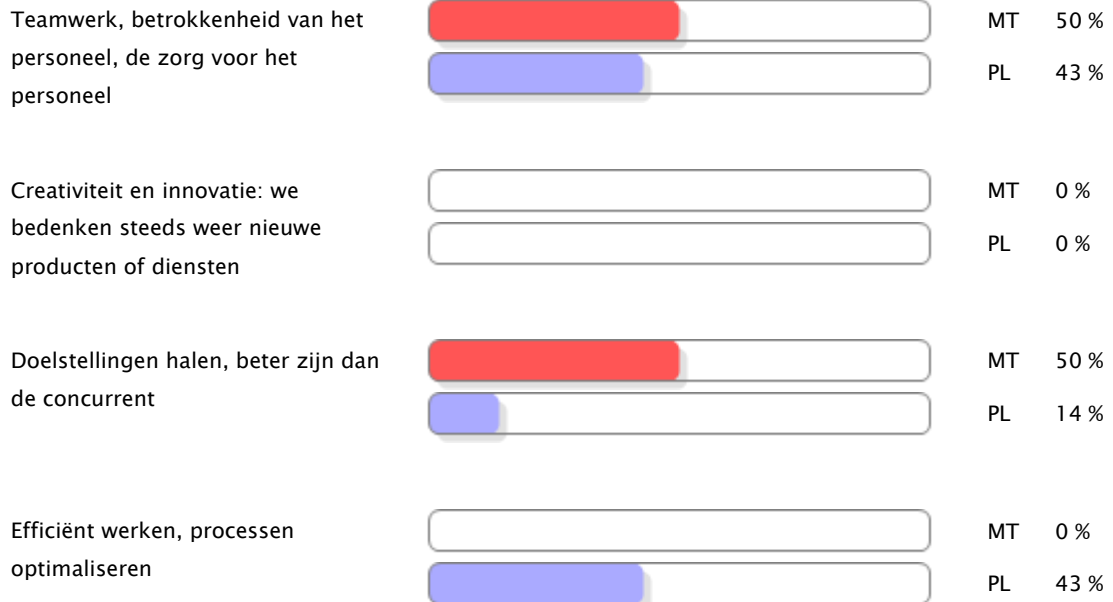 Teamwerk, betrokkenheid van het
personeel, de zorg voor het
personeel
MT 50 %
PL 43 %
Creativiteit en innovatie: we
bedenken steeds weer nieuwe
producten of diensten
MT 0 %
PL 0 %
Doelstellingen halen, beter zijn dan
de concurrent
MT 50 %
PL 14 %
Efficiënt werken, processen
optimaliseren
MT 0 %
PL 43 %